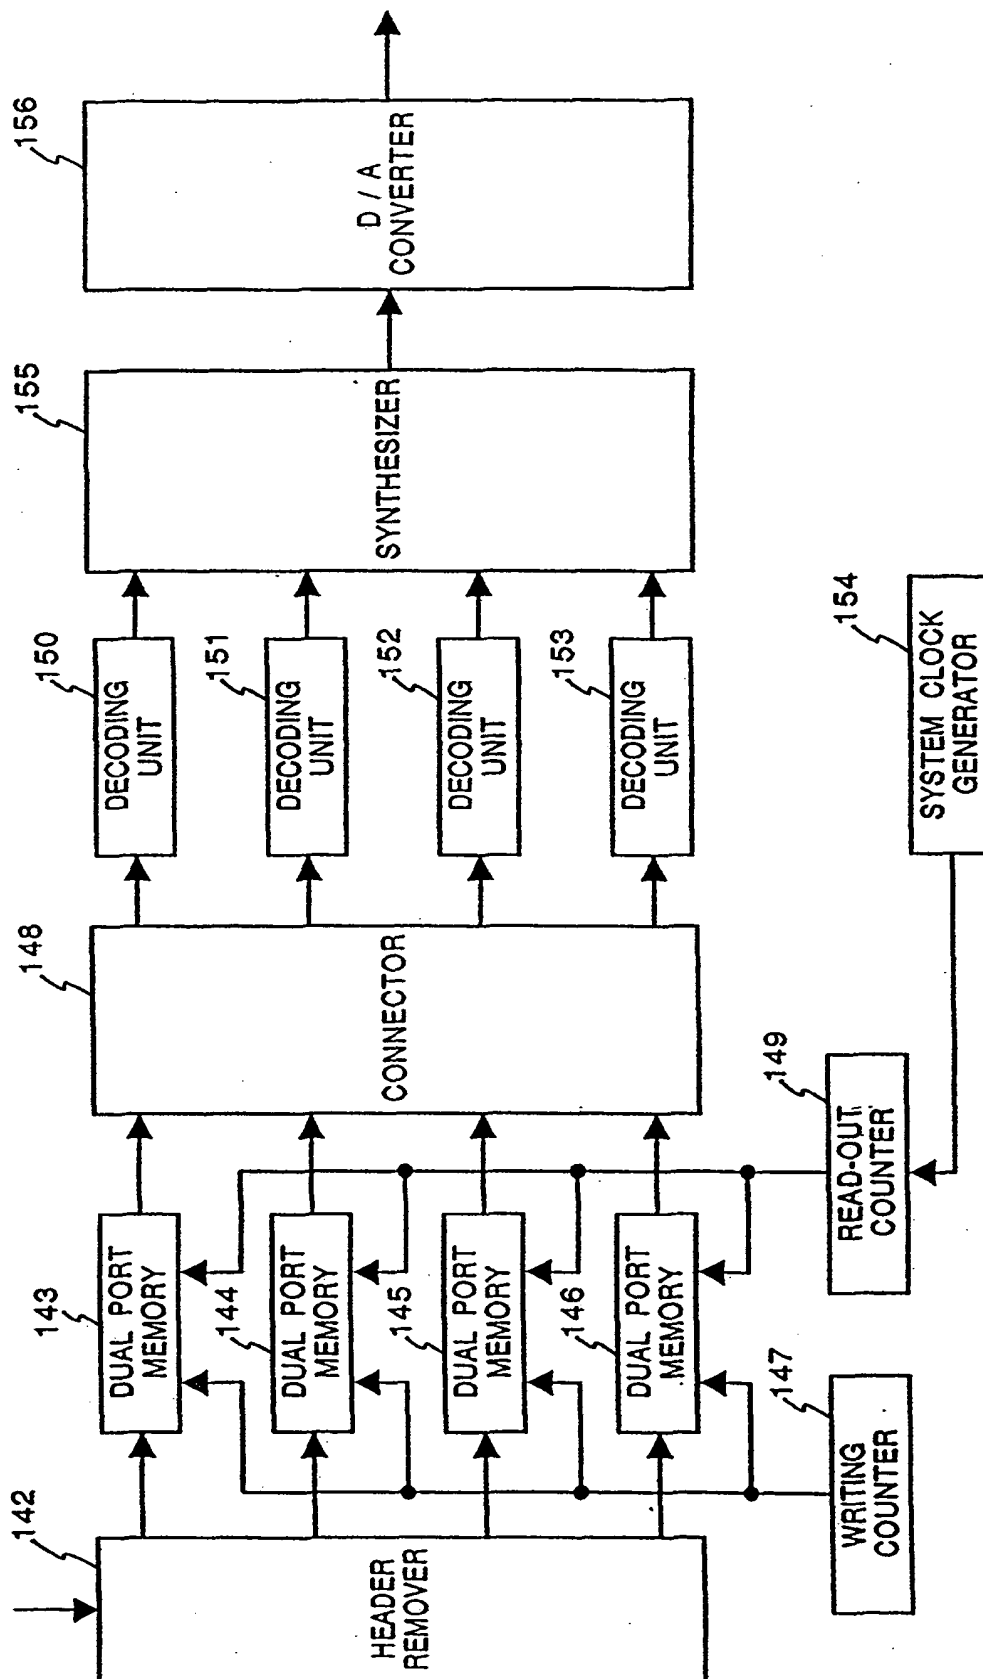 142
HEADER
REMOVER
143
DUAL PORT
MEMORY
144
DUAL PORT
MEMORY
145
DUAL PORT
MEMORY
146
DUAL PORT
MEMORY
147
WRITING
COUNTER
149
READ-OUT
COUNTER
148
CONNECTOR
150
DECODING
UNIT
151
DECODING
UNIT
152
DECODING
UNIT
153
DECODING
UNIT
154
SYSTEM CLOCK
GENERATOR
155
SYNTHESIZER
156
D / A
CONVERTER